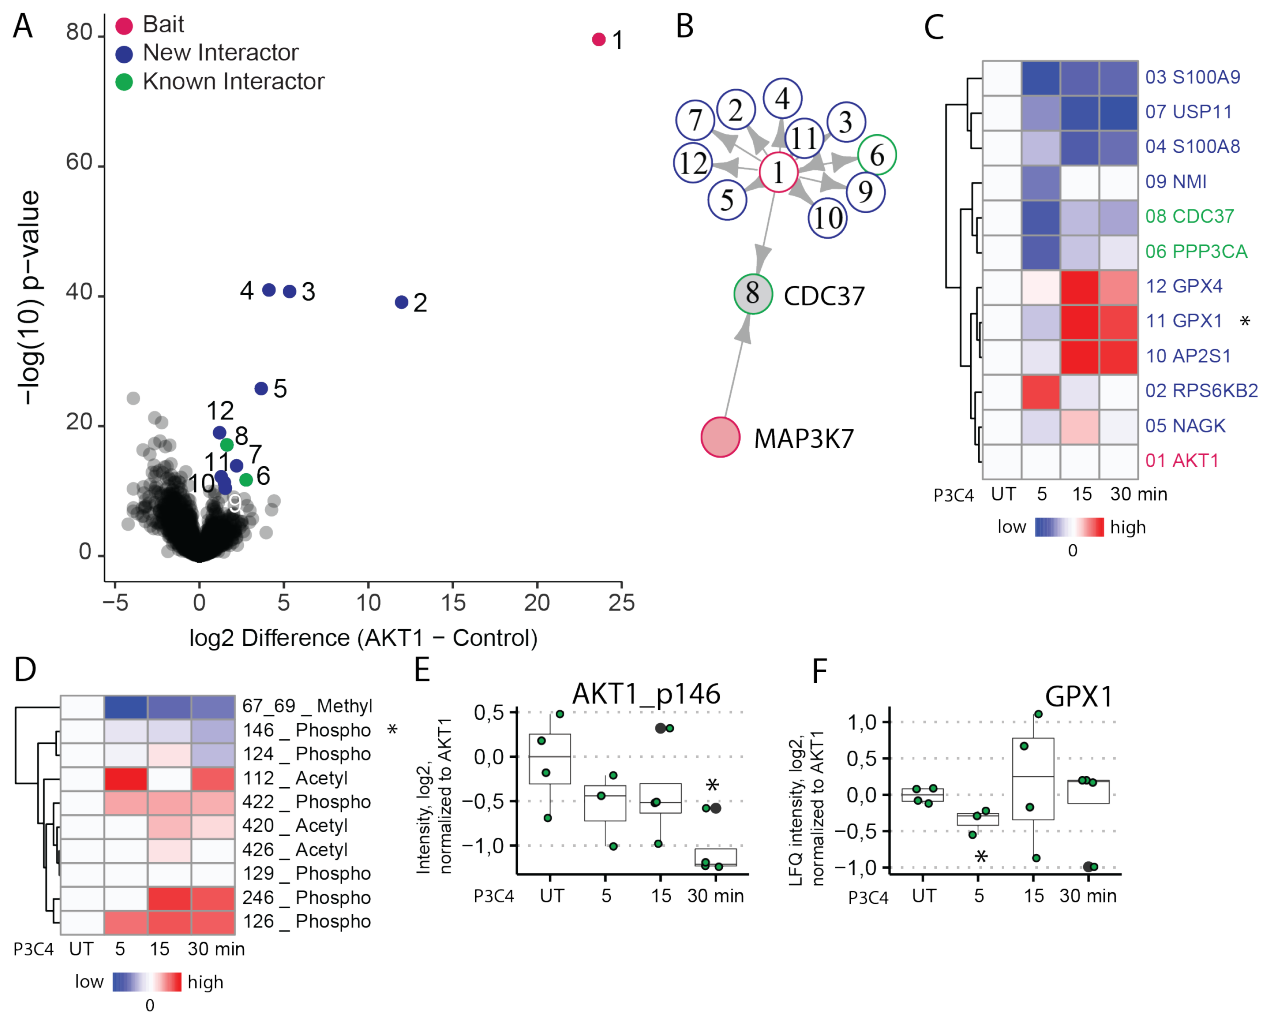 A
Bait
New Interactor
Known Interactor
80
60
40
20
0
−log(10) p−value
1
2
3
4
5
12
8
7
11
6
10
9
−5
0
5
10
15
20
25
log2 Difference (AKT1 − Control)
B
4
2
7
3
11
6
12
1
9
5
10
8
CDC37
MAP3K7
C
03 S100A9
07 USP11
04 S100A8
09 NMI
08 CDC37
06 PPP3CA
12 GPX4
11 GPX1 *
10 AP2S1
02 RPS6KB2
05 NAGK
01 AKT1
P3C4 UT 5 15 30 min
low high
0
D
67_69 _ Methyl
146 _ Phospho *
124 _ Phospho
112 _ Acetyl
422 _ Phospho
420 _ Acetyl
426 _ Acetyl
129 _ Phospho
246 _ Phospho
126 _ Phospho
P3C4 UT 5 15 30 min
low high
0
E
AKT1_p146
Intensity, log2,
normalized to AKT1
0,5
0,0
−0,5
−1,0
*
P3C4 UT 5 15 30 min
F
GPX1
LFQ intensity, log2,
normalized to AKT1
1,0
0,5
0,0
−0,5
−1,0
*
P3C4 UT 5 15 30 min